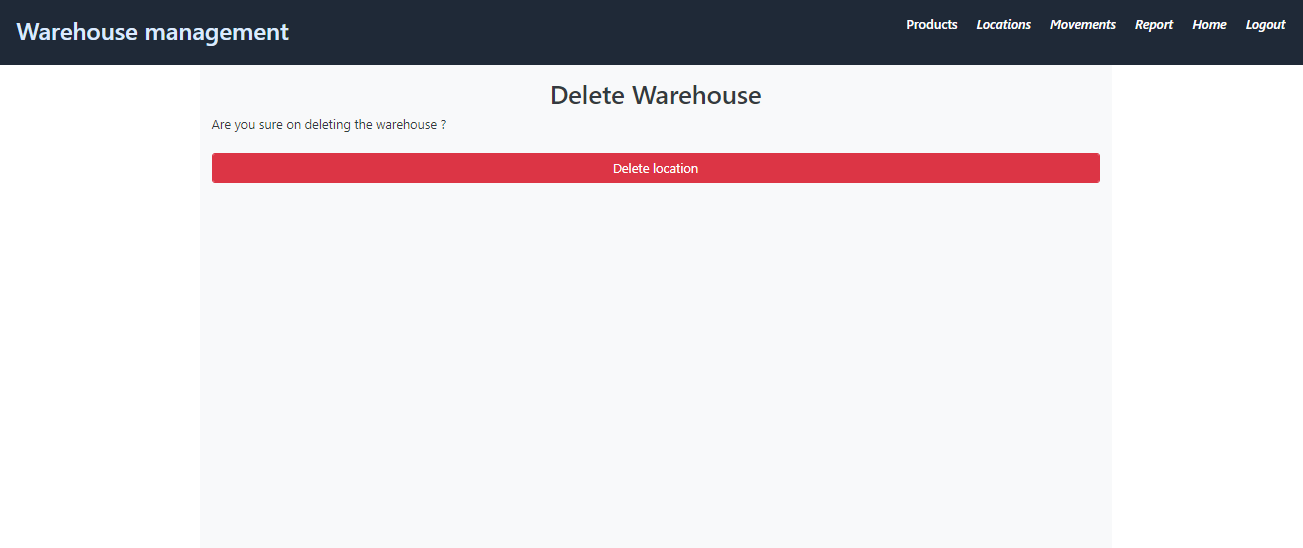 Warehouse management
Products Locations Movements Report Home Logout
Delete Warehouse
Are you sure on deleting the warehouse ?
Delete location